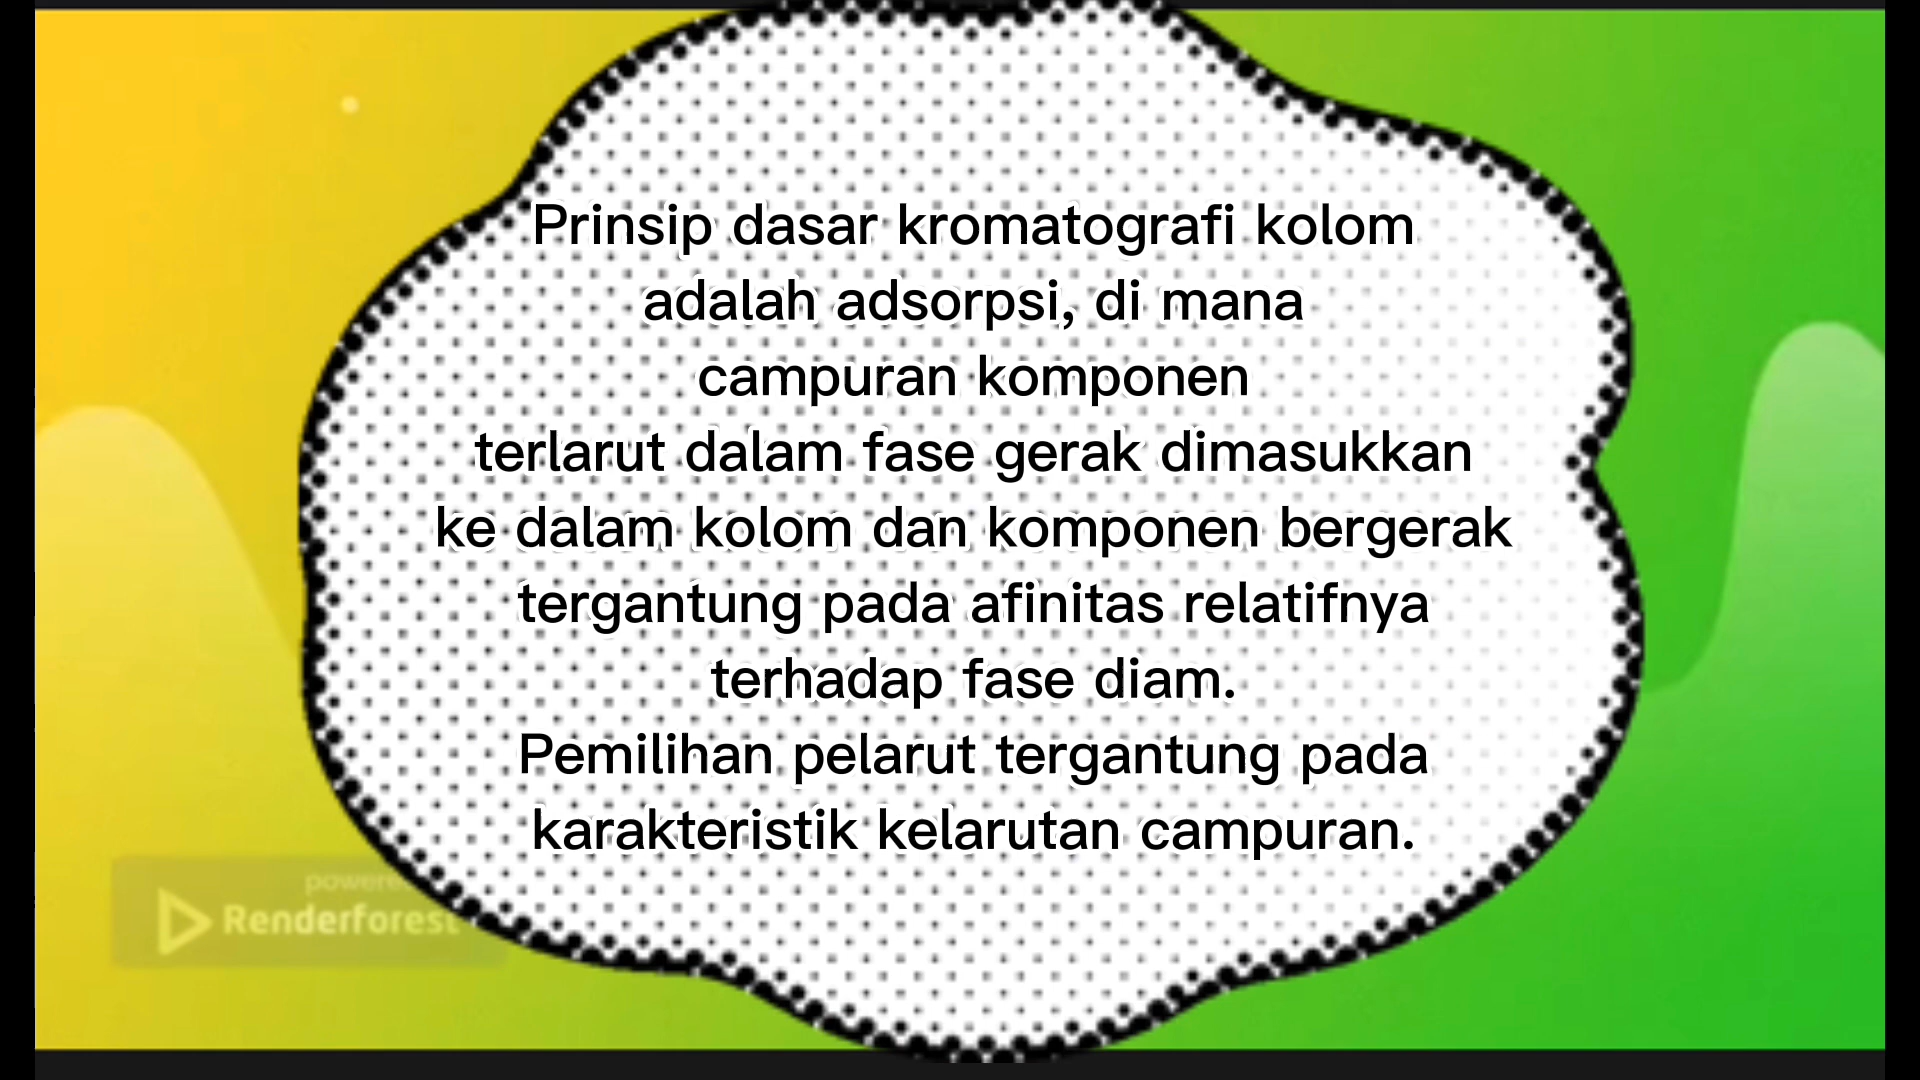 Prinsip dasar kromatografi kolom
adalah adsorpsi, di mana
campuran komponen
terlarut dalam fase gerak dimasukkan
ke dalam kolom dan komponen bergerak
tergantung pada afinitas relatifnya
terhadap fase diam.
Pemilihan pelarut tergantung pada
karakteristik kelarutan campuran.
Renderforest